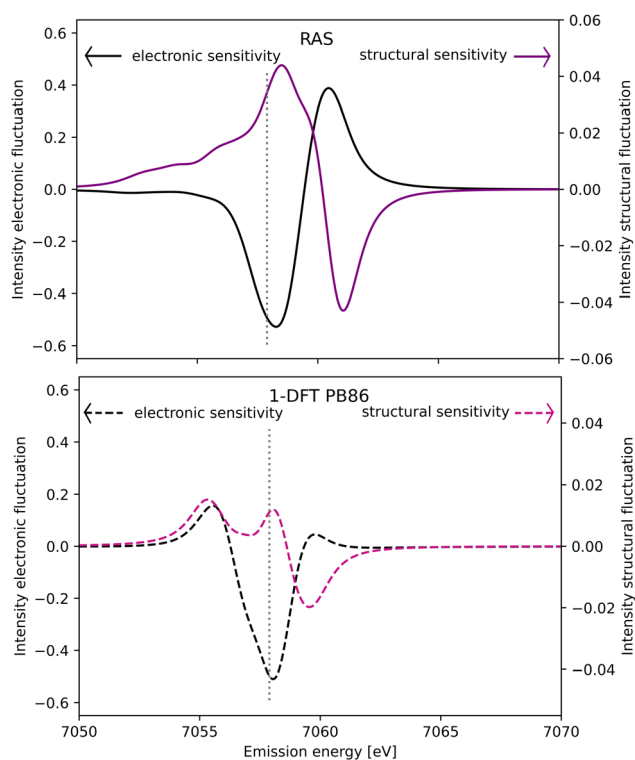 RAS
electronic sensitivity
structural sensitivity
0.6
0.4
0.2
0.0
−0.2
−0.4
−0.6
Intensity electronic fluctuation
0.06
0.04
0.02
0.00
−0.02
−0.04
−0.06
Intensity structural fluctuation
1-DFT PB86
electronic sensitivity
structural sensitivity
0.6
0.4
0.2
0.0
−0.2
−0.4
−0.6
Intensity electronic fluctuation
0.04
0.02
0.00
−0.02
−0.04
Intensity structural fluctuation
7050 7055 7060 7065 7070
Emission energy [eV]